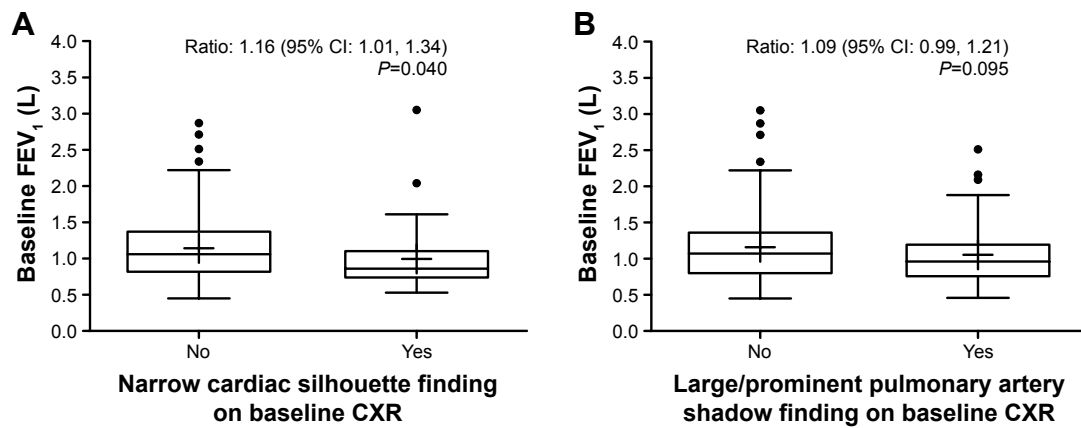 A
Ratio: 1.16 (95% CI: 1.01, 1.34)
P=0.040
Baseline FEV₁ (L)
4.0
3.5
3.0
2.5
2.0
1.5
1.0
0.5
0.0
No Yes
Narrow cardiac silhouette finding
on baseline CXR
B
Ratio: 1.09 (95% CI: 0.99, 1.21)
P=0.095
Baseline FEV₁ (L)
4.0
3.5
3.0
2.5
2.0
1.5
1.0
0.5
0.0
No Yes
Large/prominent pulmonary artery
shadow finding on baseline CXR